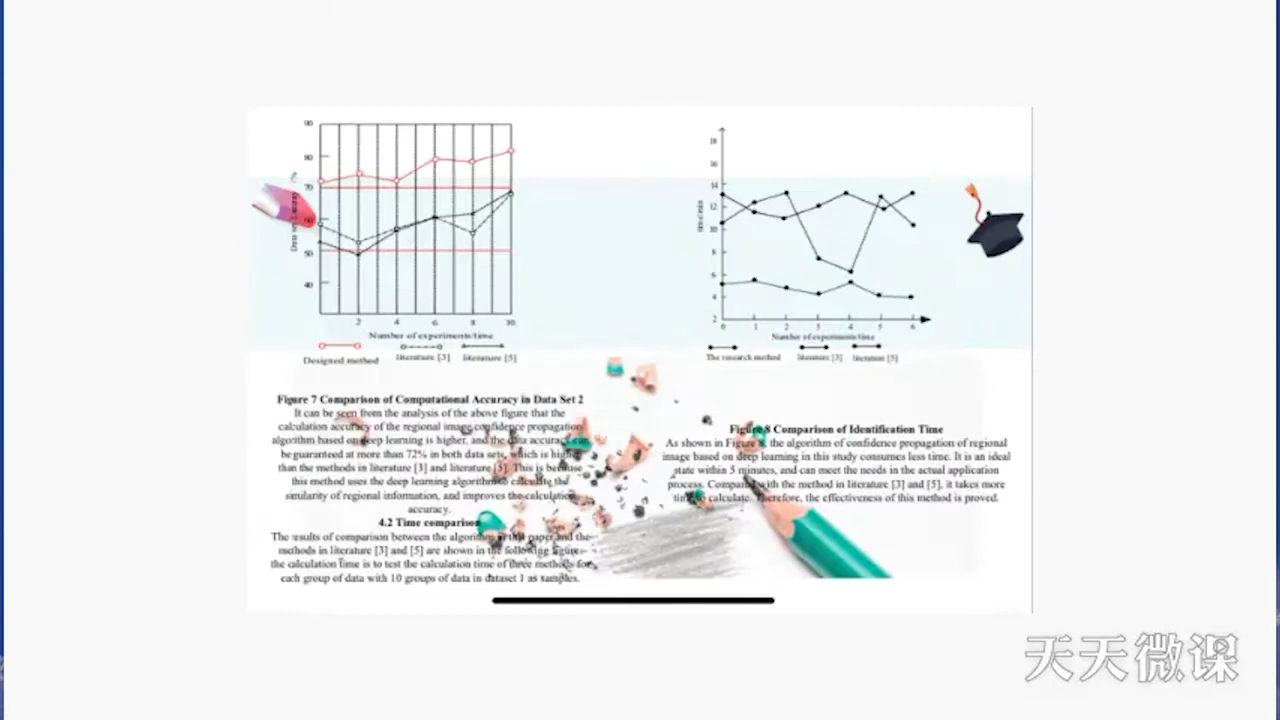 90
80
70
60
50
40
Data set accuracy /%
2 4 6 8 10
Number of experiments/time
Designed method literature [3] literature [5]
Figure 7 Comparison of Computational Accuracy in Data Set 2
It can be seen from the analysis of the above figure that the
calculation accuracy of the regional image confidence propagation
algorithm based on deep learning is higher, and the data accuracy can
be guaranteed at more than 72% in both data sets, which is higher
than the methods in literature [3] and literature [5]. This is because
this method uses the deep learning algorithm to calculate the
similarity of regional information, and improves the calculation
accuracy.
4.2 Time comparison
The results of comparison between the algorithm in this paper and the
methods in literature [3] and [5] are shown in the following figure:
the calculation time is to test the calculation time of three methods for
each group of data with 10 groups of data in dataset 1 as samples.
18
16
14
12
10
8
6
4
2
time/min
0 1 2 3 4 5 6
Number of experiments/time
The research method literature [3] literature [5]
Figure 8 Comparison of Identification Time
As shown in Figure 8, the algorithm of confidence propagation of regional
image based on deep learning in this study consumes less time. It is an ideal
state within 5 minutes, and can meet the needs in the actual application
process. Compared with the method in literature [3] and [5], it takes more
time to calculate. Therefore, the effectiveness of this method is proved.
天天微课